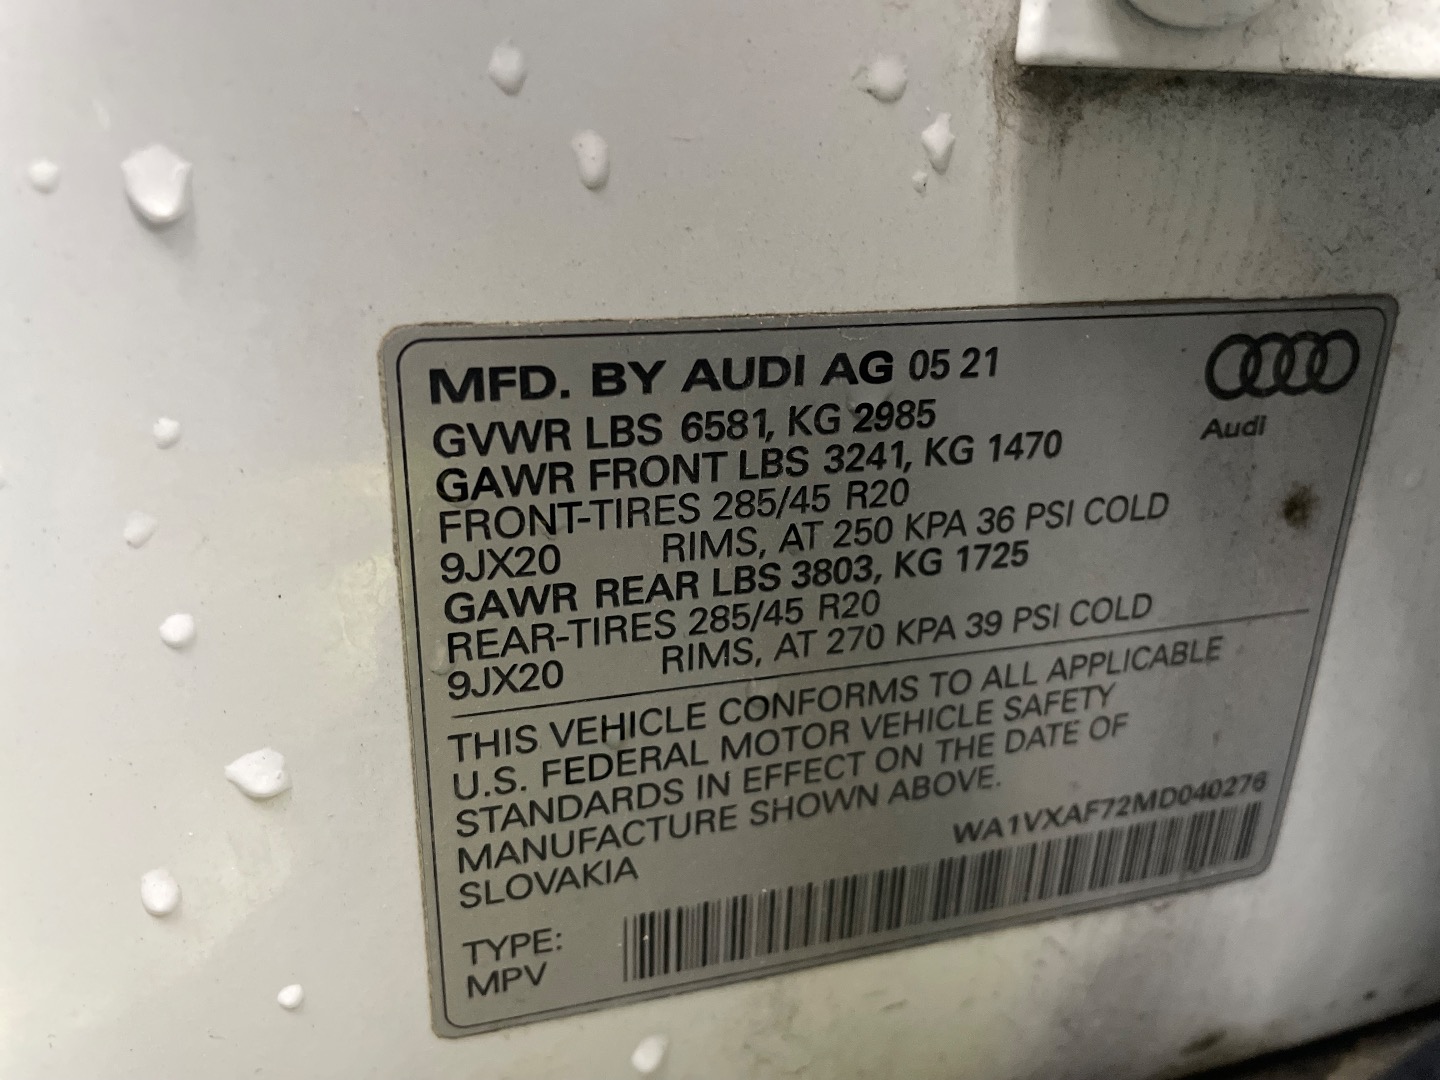 MFD. BY AUDI AG 05 21
Audi
GVWR LBS 6581, KG 2985
GAWR FRONT LBS 3241, KG 1470
FRONT-TIRES 285/45 R20
9JX20 RIMS, AT 250 KPA 36 PSI COLD
GAWR REAR LBS 3803, KG 1725
REAR-TIRES 285/45 R20
9JX20 RIMS, AT 270 KPA 39 PSI COLD
THIS VEHICLE CONFORMS TO ALL APPLICABLE
U.S. FEDERAL MOTOR VEHICLE SAFETY
STANDARDS IN EFFECT ON THE DATE OF
MANUFACTURE SHOWN ABOVE.
SLOVAKIA
WA1VXAF72MD040276
TYPE:
MPV